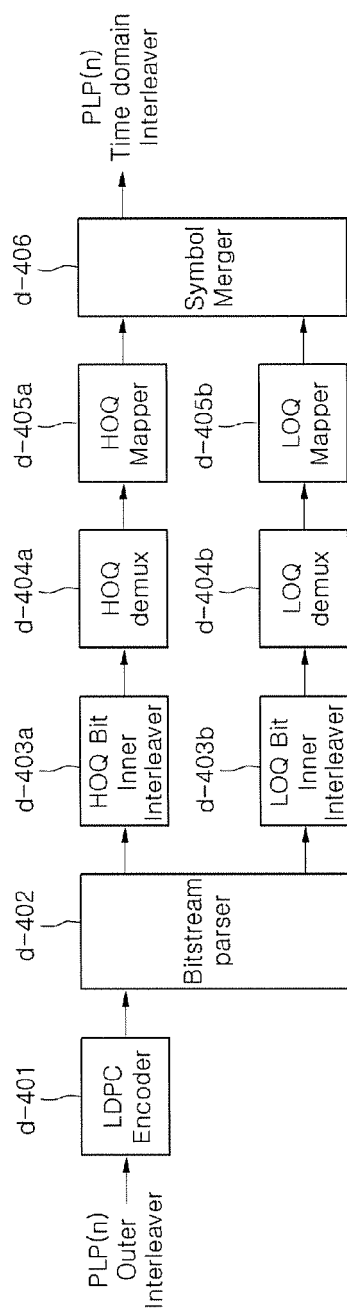 PLP(n)
Outer
Interleaver
d-401
LDPC
Encoder
d-402
Bitstream
parser
d-403a
HOQ Bit
Inner
Interleaver
d-404a
HOQ
demux
d-405a
HOQ
Mapper
d-403b
LOQ Bit
Inner
Interleaver
d-404b
LOQ
demux
d-405b
LOQ
Mapper
d-406
Symbol
Merger
PLP(n)
Time domain
Interleaver